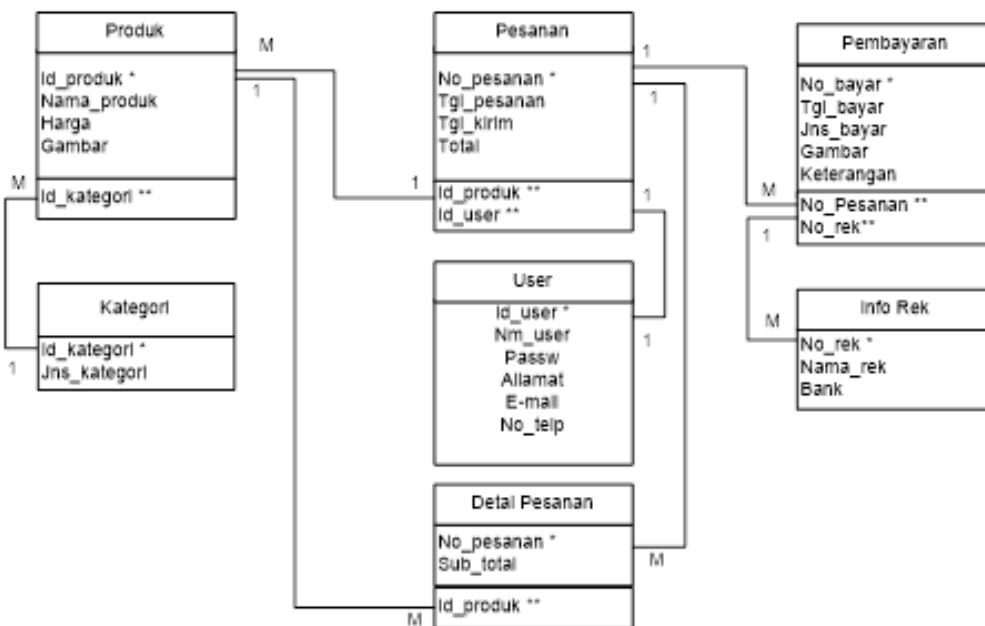 Produk
Id_produk *
Nama_produk
Harga
Gambar
Id_kategori **
M
1
M
1
Kategori
Id_kategori *
Jns_kategori
1
Pesanan
No_pesanan *
Tgl_pesanan
Tgl_kirim
Total
Id_produk **
Id_user **
1
1
1
User
Id_user *
Nm_user
Passw
Allamat
E-mail
No_telp
1
Detal Pesanan
No_pesanan *
Sub_total
Id_produk **
M
M
Pembayaran
No_bayar *
Tgl_bayar
Jns_bayar
Gambar
Keterangan
No_Pesanan **
No_rek**
M
1
Info Rek
No_rek *
Nama_rek
Bank
M